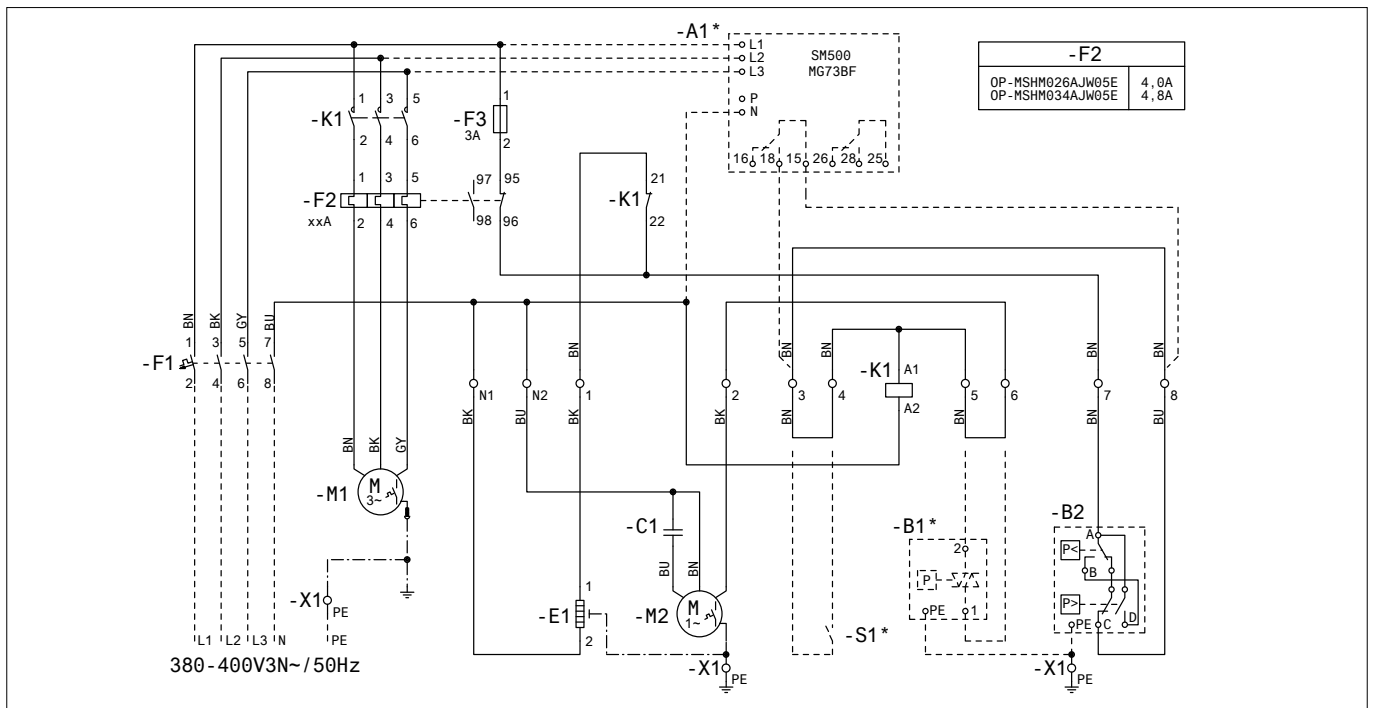 -A1*
L1
L2
L3
P
N
SM500
MG73BF
16
18
15
26
28
25
-F2
OP-MSHM026AJW05E 4,0A
OP-MSHM034AJW05E 4,8A
-K1
1 3 5
2 4 6
-F3
3A
1
2
-F2
xxA
1 3 5
2 4 6
97 95
98 96
-K1
21
22
BN BK GY BU
-F1
1 3 5 7
2 4 6 8
BN BN BN BN BN BN
N1 N2 1 2 3 4
-K1
A1
A2
5 6 7 8
BK BU BK BK BN BN BN BN BU
BN BK GY
-M1
M
3~
-C1
BU BN
-B1*
2
P
PE 1
-B2
A
P<
B
P>
PE C D
-X1
PE
-E1
1
2
-M2
M
1~
-S1*
L1 L2 L3 N PE
380-400V3N~/50Hz
-X1
PE
-X1
PE